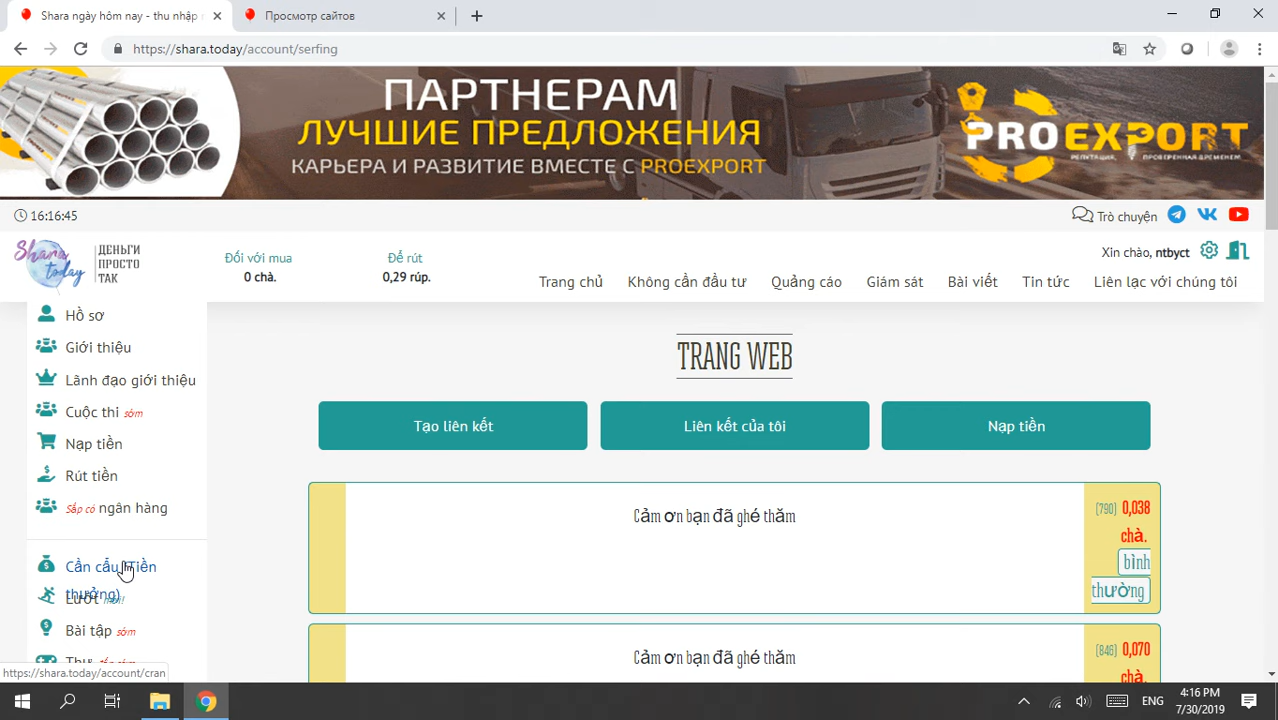 Shara ngày hôm nay - thu nhập
Просмотр сайтов
https://shara.today/account/serfing
ПАРТНЕРАМ
ЛУЧШИЕ ПРЕДЛОЖЕНИЯ
КАРЬЕРА И РАЗВИТИЕ ВМЕСТЕ С PROEXPORT
PROEXPORT
РЕПУТАЦИЯ, ПРОВЕРЕННАЯ ВРЕМЕНЕМ
16:16:45
Trò chuyện
Shara today
ДЕНЬГИ
ПРОСТО
ТАК
Đối với mua
0 chà.
Để rút
0,29 rúp.
Xin chào, ntbyct
Trang chủ
Không cần đầu tư
Quảng cáo
Giám sát
Bài viết
Tin tức
Liên lạc với chúng tôi
Hồ sơ
Giới thiệu
Lãnh đạo giới thiệu
Cuộc thi sớm
Nạp tiền
Rút tiền
Sắp có ngân hàng
Cần cẩu (Tiền
thưởng)
Lướt mới!
Bài tập sớm
Thư
TRANG WEB
Tạo liên kết
Liên kết của tôi
Nạp tiền
Cảm ơn bạn đã ghé thăm
(790) 0,038
chà.
bình
thường
Cảm ơn bạn đã ghé thăm
(846) 0,070
chà.
https://shara.today/account/cran
ENG
4:16 PM
7/30/2019